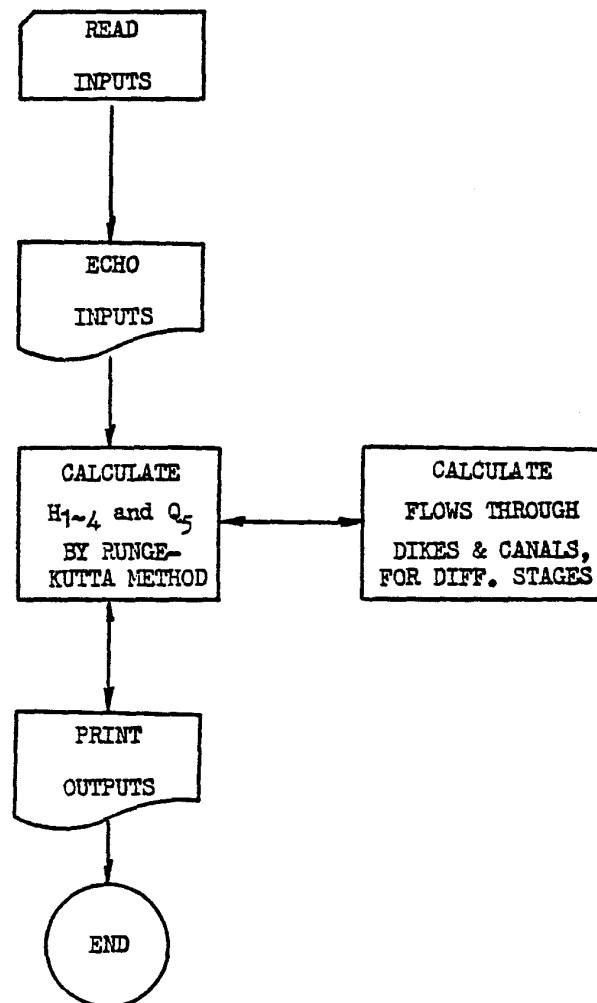 READ
INPUTS
ECHO
INPUTS
CALCULATE
H1~4 and Q5
BY RUNGE-
KUTTA METHOD
CALCULATE
FLOWS THROUGH
DIKES & CANALS,
FOR DIFF. STAGES
PRINT
OUTPUTS
END